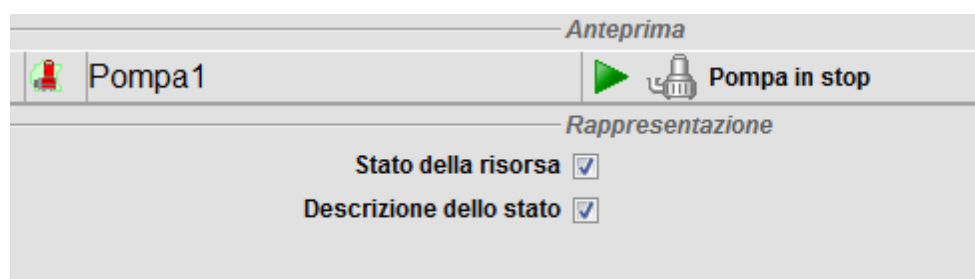 Anteprima
Pompa1 Pompa in stop
Rappresentazione
Stato della risorsa
Descrizione dello stato